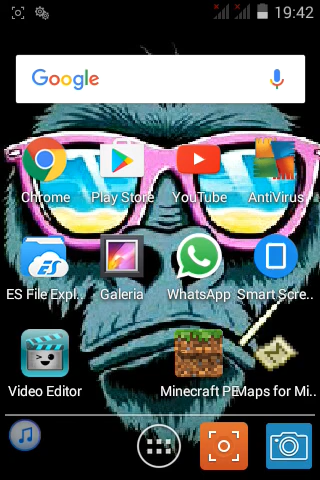 19:42
Google
Chrome
Play Store
YouTube
AntiVirus
ES File Expl..
Galeria
WhatsApp
Smart Scre..
Video Editor
Minecraft PE
Maps for Mi..